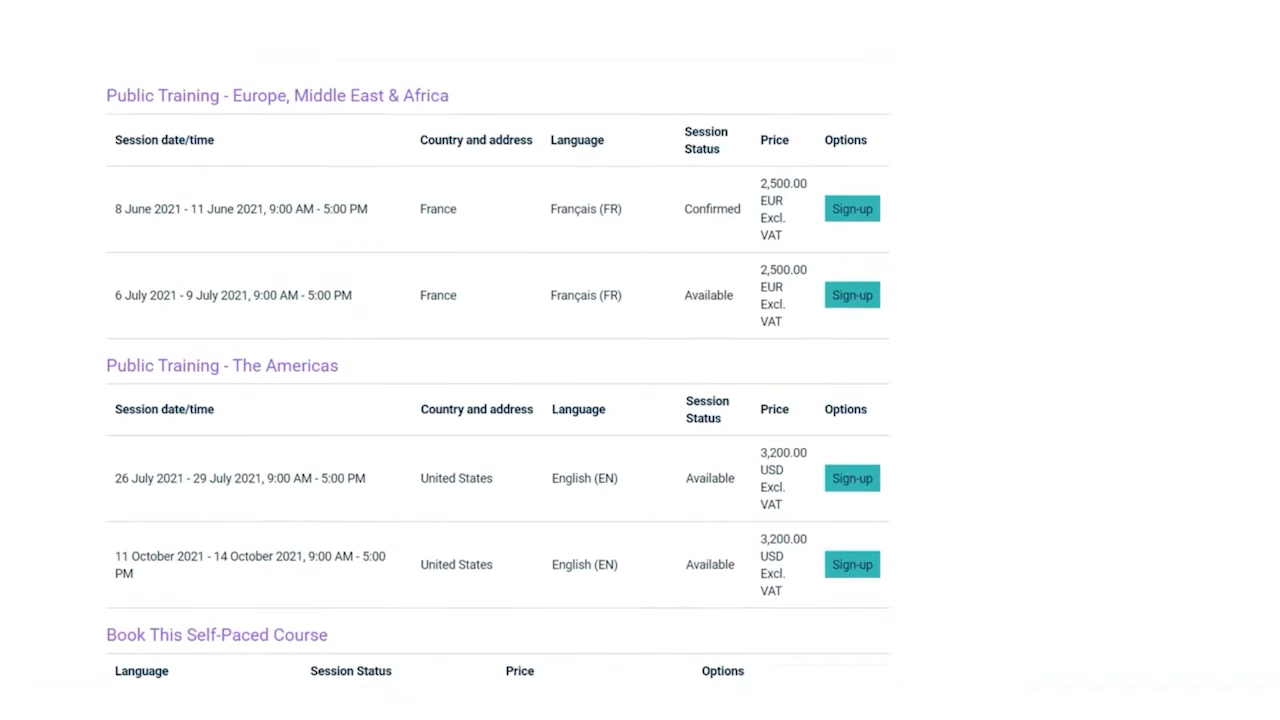 Public Training - Europe, Middle East & Africa
Session date/time Country and address Language Session Status Price Options
8 June 2021 - 11 June 2021, 9:00 AM - 5:00 PM France Français (FR) Confirmed 2,500.00 EUR Excl. VAT Sign-up
6 July 2021 - 9 July 2021, 9:00 AM - 5:00 PM France Français (FR) Available 2,500.00 EUR Excl. VAT Sign-up
Public Training - The Americas
Session date/time Country and address Language Session Status Price Options
26 July 2021 - 29 July 2021, 9:00 AM - 5:00 PM United States English (EN) Available 3,200.00 USD Excl. VAT Sign-up
11 October 2021 - 14 October 2021, 9:00 AM - 5:00 PM United States English (EN) Available 3,200.00 USD Excl. VAT Sign-up
Book This Self-Paced Course
Language Session Status Price Options